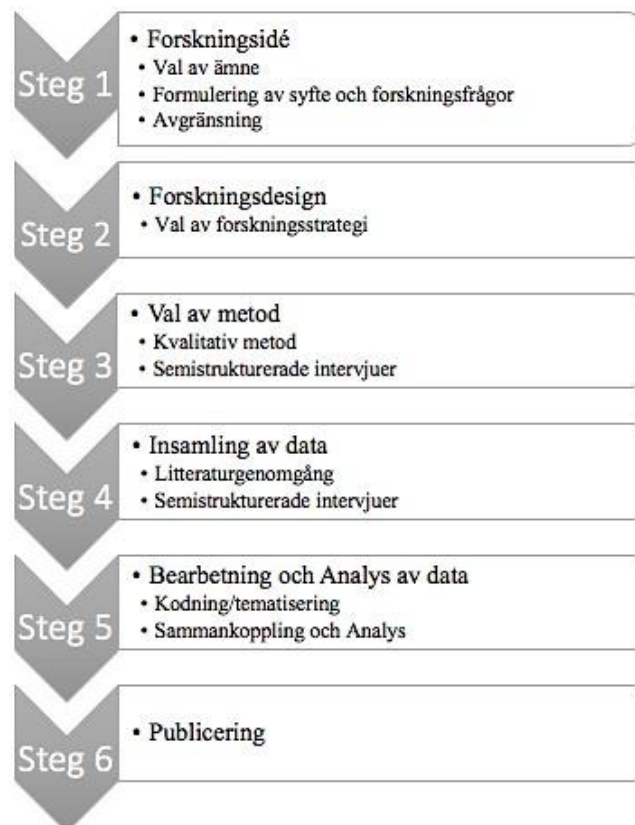 Steg 1
• Forskningsidé
• Val av ämne
• Formulering av syfte och forskningsfrågor
• Avgränsning
Steg 2
• Forskningsdesign
• Val av forskningsstrategi
Steg 3
• Val av metod
• Kvalitativ metod
• Semistrukturerade intervjuer
Steg 4
• Insamling av data
• Litteraturgenomgång
• Semistrukturerade intervjuer
Steg 5
• Bearbetning och Analys av data
• Kodning/tematisering
• Sammankoppling och Analys
Steg 6
• Publicering